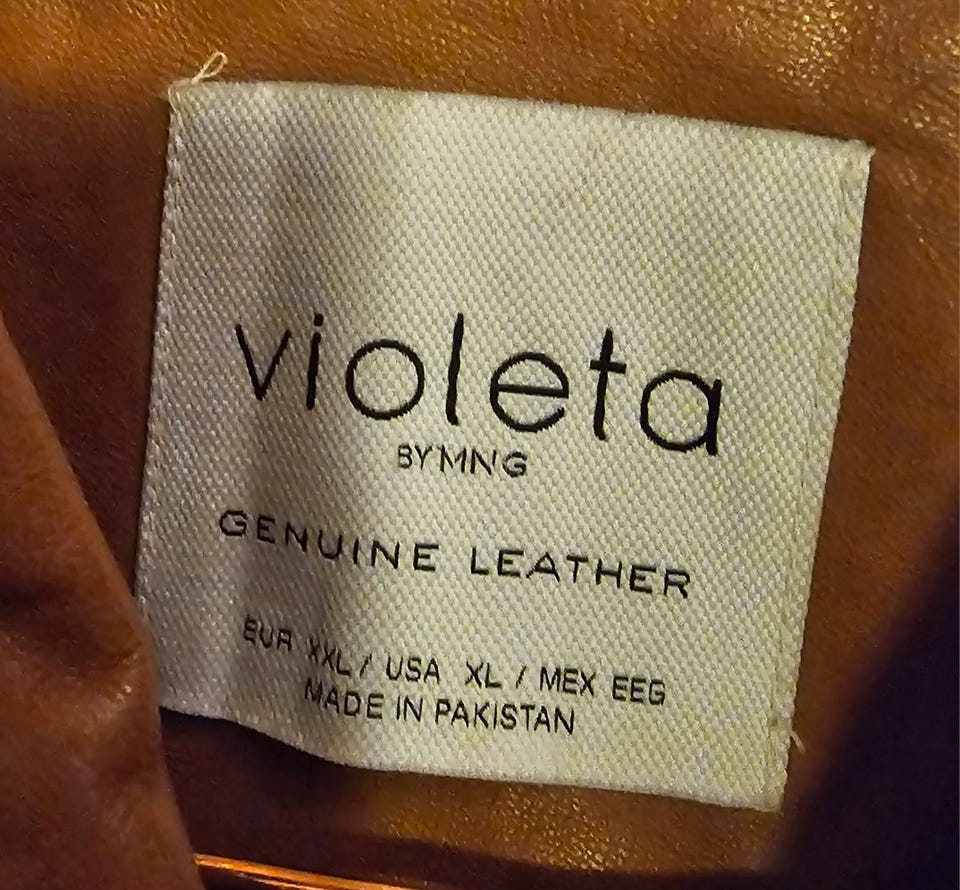 violeta
BY MNG
GENUINE LEATHER
EUR XXL / USA XL / MEX EEG
MADE IN PAKISTAN